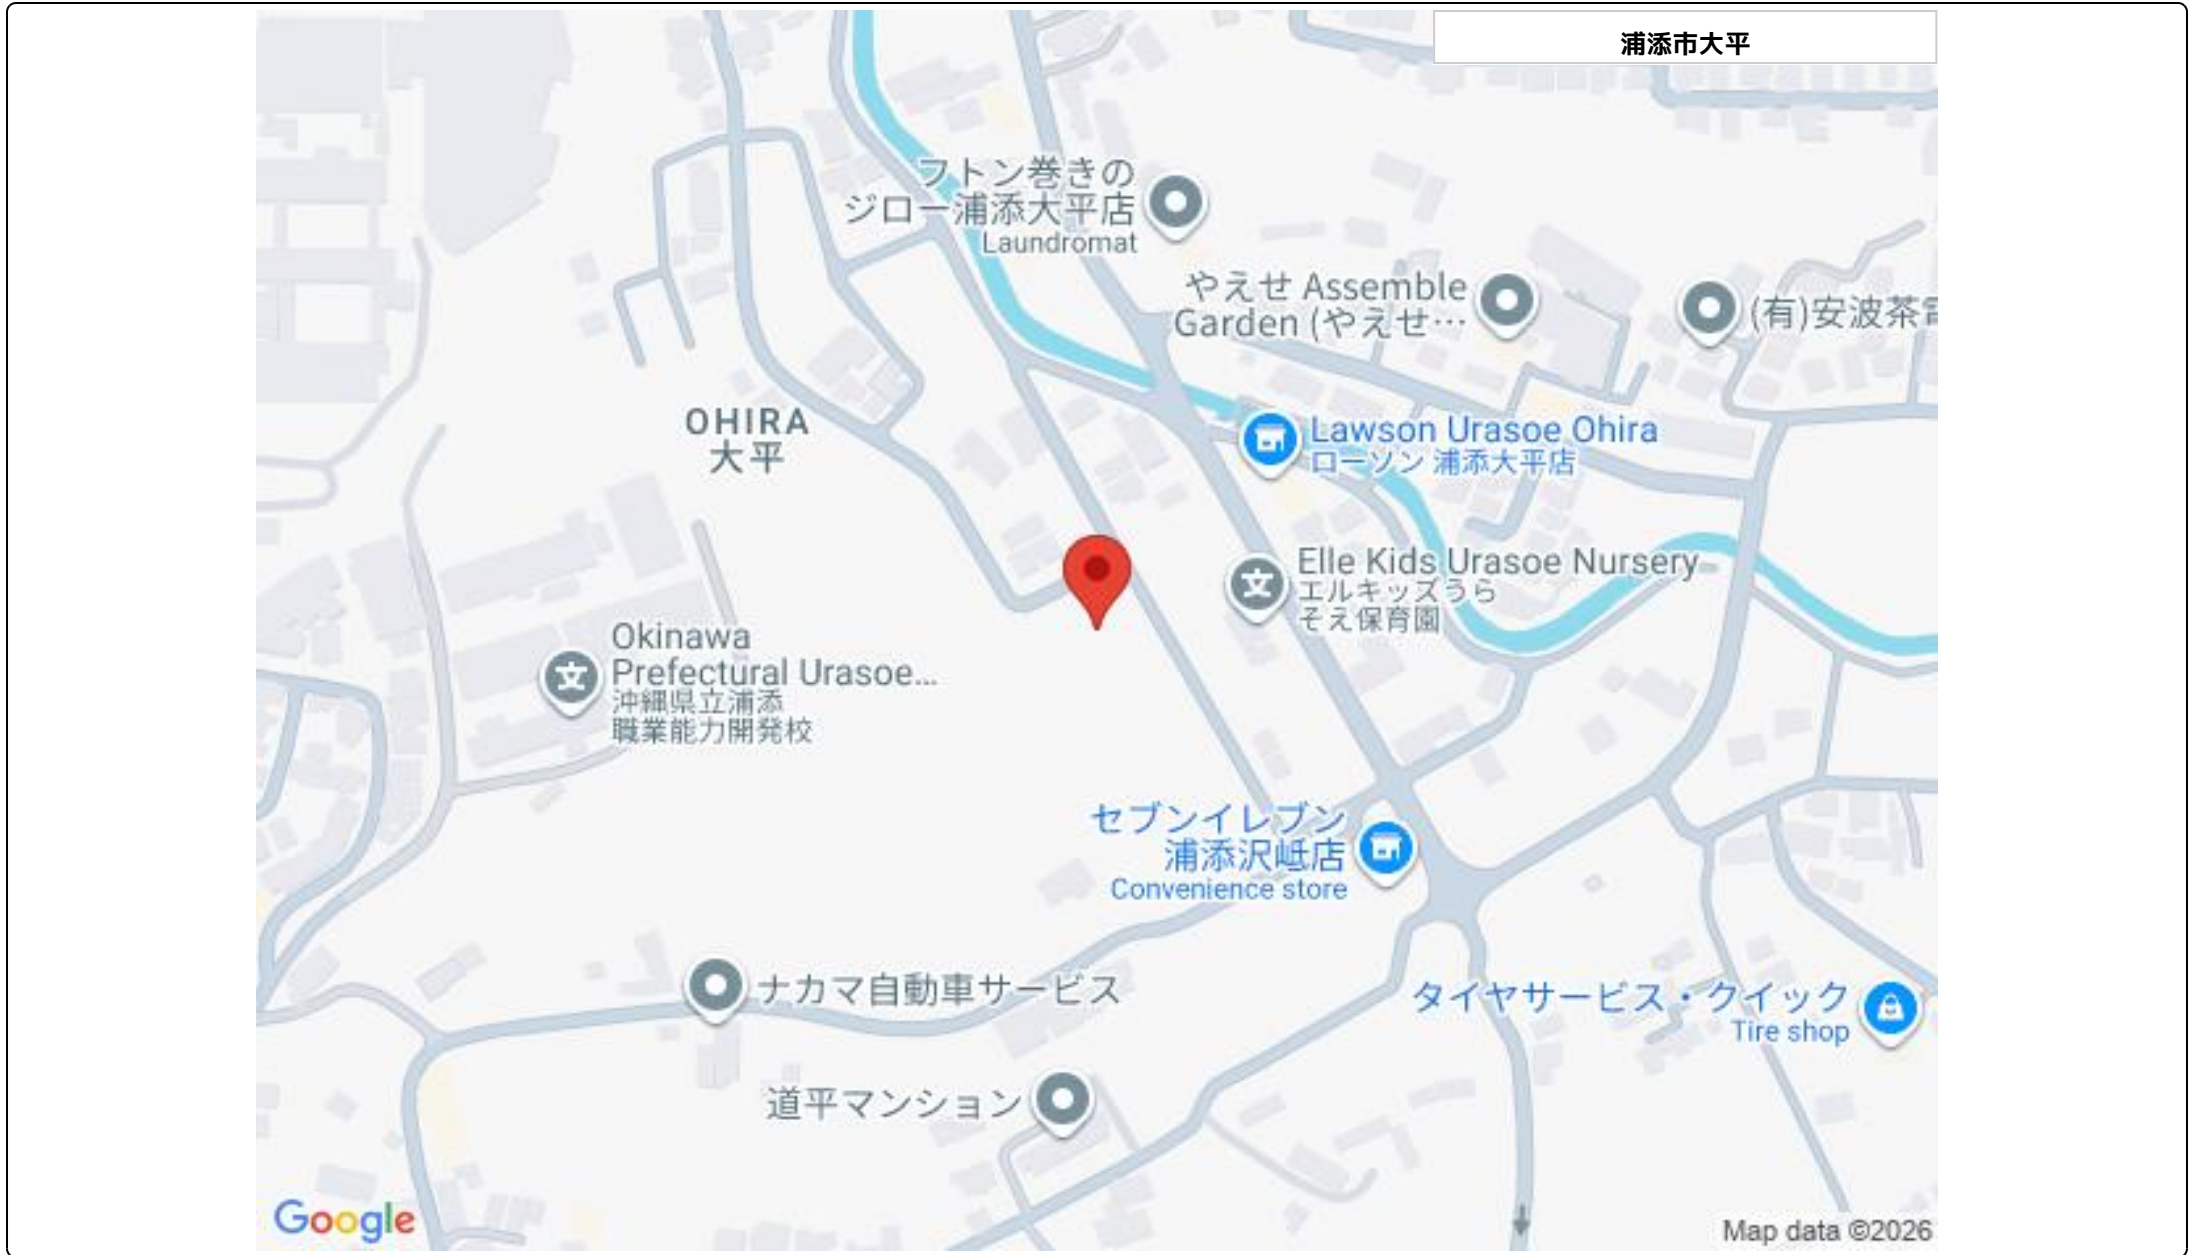 浦添市大平
フトン巻きの
ジロー浦添大平店
Laundromat
やえせ Assemble
Garden (やえせ…
(有)安波茶
OHIRA
大平
Lawson Urasoe Ohira
ローソン 浦添大平店
Elle Kids Urasoe Nursery
エルキッズうら
そえ保育園
文
文
Okinawa
Prefectural Urasoe...
沖縄県立浦添
職業能力開発校
セブンイレブン
浦添沢岻店
Convenience store
ナカマ自動車サービス
タイヤサービス・クイック
Tire shop
道平マンション
Google
Map data ©2026